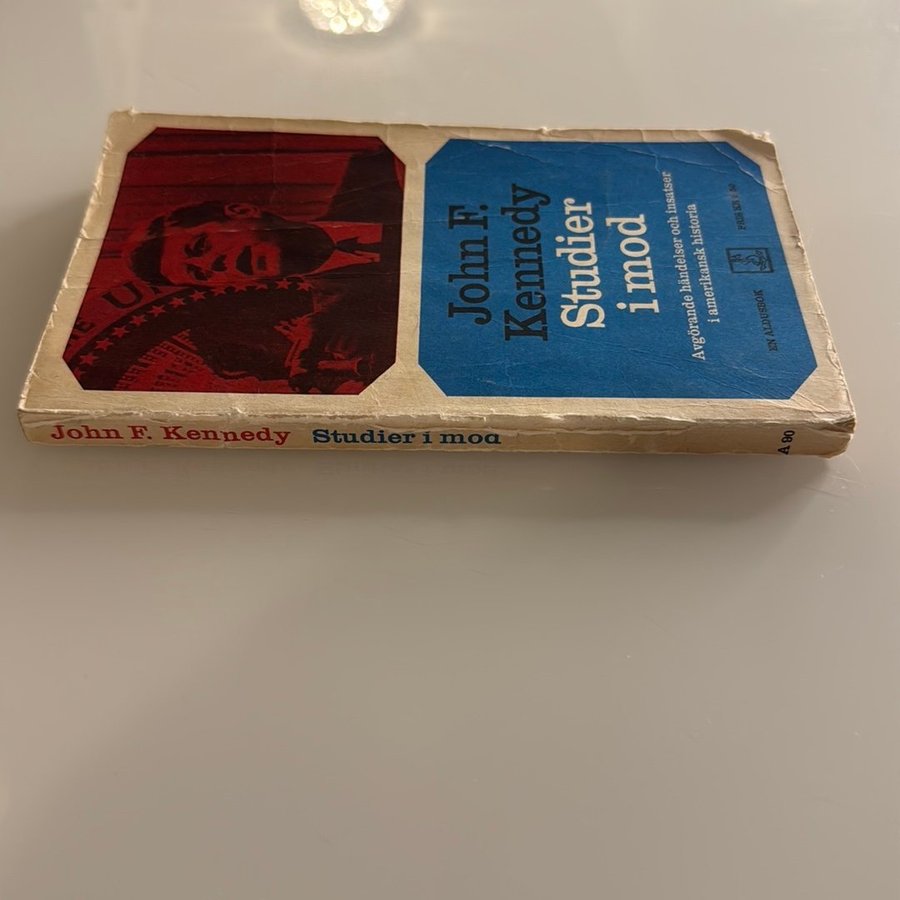 John F.
Kennedy
Studier
i mod
Avgörande händelser och insatser
i amerikansk historia
EN ALDUSBOK
John F. Kennedy Studier i mod
A 90